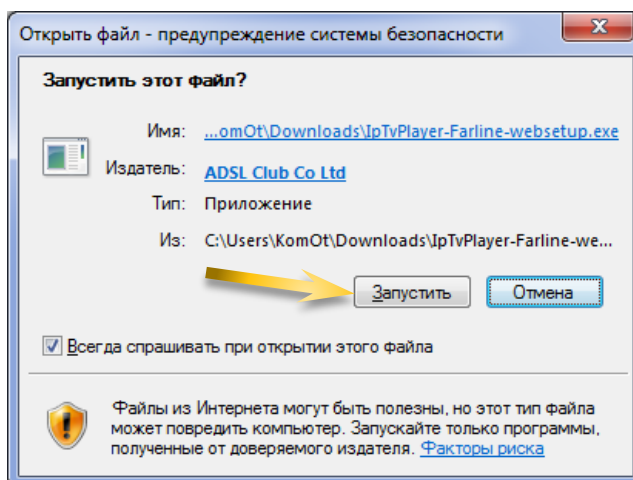 Открыть файл - предупреждение системы безопасности
Запустить этот файл?
Имя: ...omOt\Downloads\IpTvPlayer-Farline-websetup.exe
Издатель: ADSL Club Co Ltd
Тип: Приложение
Из: C:\Users\KomOt\Downloads\IpTvPlayer-Farline-we...
Запустить Отмена
Всегда спрашивать при открытии этого файла
Файлы из Интернета могут быть полезны, но этот тип файла
может повредить компьютер. Запускайте только программы,
полученные от доверяемого издателя. Факторы риска